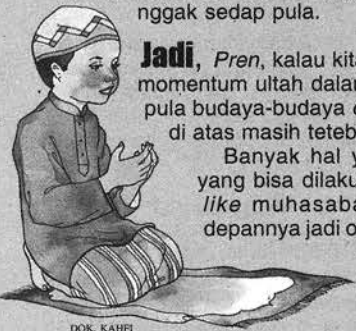 nggak sedap pula.
Jadi, Pren, kalau kita
momentum ultah dalam
pula budaya-budaya
di atas masih teteb
Banyak hal
yang bisa dilaku
like muhasaba
depannya jadi
DOK. KAHFI